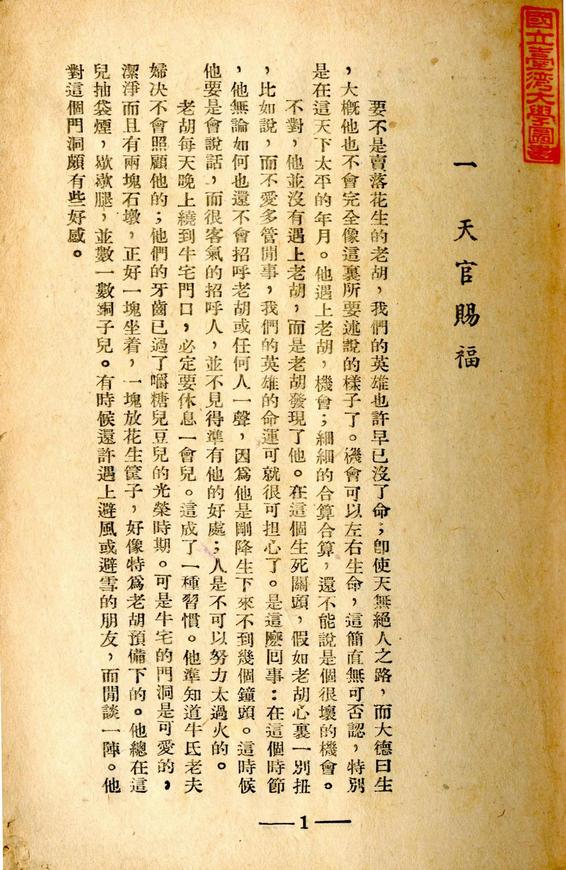 國立臺灣大學圖書
一　天官賜福
要不是賣落花生的老胡，我們的英雄也許早已沒了命；卽使天無絕人之路，而大德曰生
，大槪他也不會完全像這裏所要述說的樣子了。機會可以左右生命，這簡直無可否認，特別
是在這天下太平的年月。他遇上老胡，機會；細細的合算合算，還不能說是個很壞的機會。
不對，他並沒有遇上老胡，而是老胡發現了他。在這個生死關頭，假如老胡心裏一別扭
，比如說，而不愛多管閒事，我們的英雄的命運可就很可担心了。是這麼回事：在這個時節
，他無論如何也還不會招呼老胡或任何人一聲，因爲他是剛降生下來不到幾個鐘頭。這時候
他要是會說話，而很客氣的招呼人，並不見得準有他的好處；人是不可以努力太過火的。
老胡每天晚上繞到牛宅門口，必定要休息一會兒。這成了一種習慣。他準知道牛氏老夫
婦決不會照顧他的；他們的牙齒已過了嚼糖兒豆兒的光榮時期。可是牛宅的門洞是可愛的，
潔淨而且有兩塊石墩，正好一塊坐着，一塊放花生筐子，好像特爲老胡預備下的。他總在這
兒抽袋煙，歇歇腿，並數一數銅子兒。有時候還許遇上避風或避雪的朋友，而閒談一陣。他
對這個門洞頗有些好感。
— 1 —